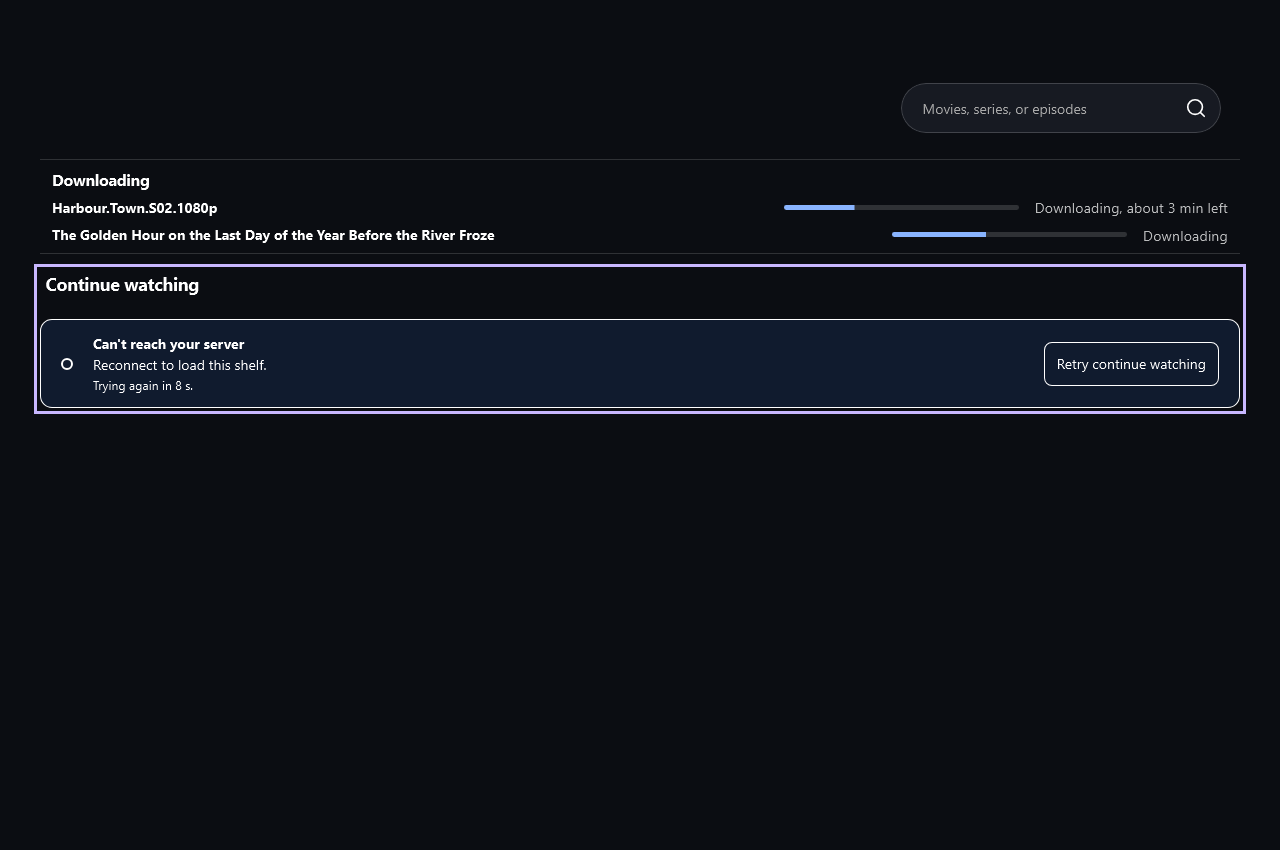 Movies, series, or episodes
Downloading
Harbour.Town.S02.1080p
Downloading, about 3 min left
The Golden Hour on the Last Day of the Year Before the River Froze
Downloading
Continue watching
Can't reach your server
Reconnect to load this shelf.
Trying again in 8 s.
Retry continue watching